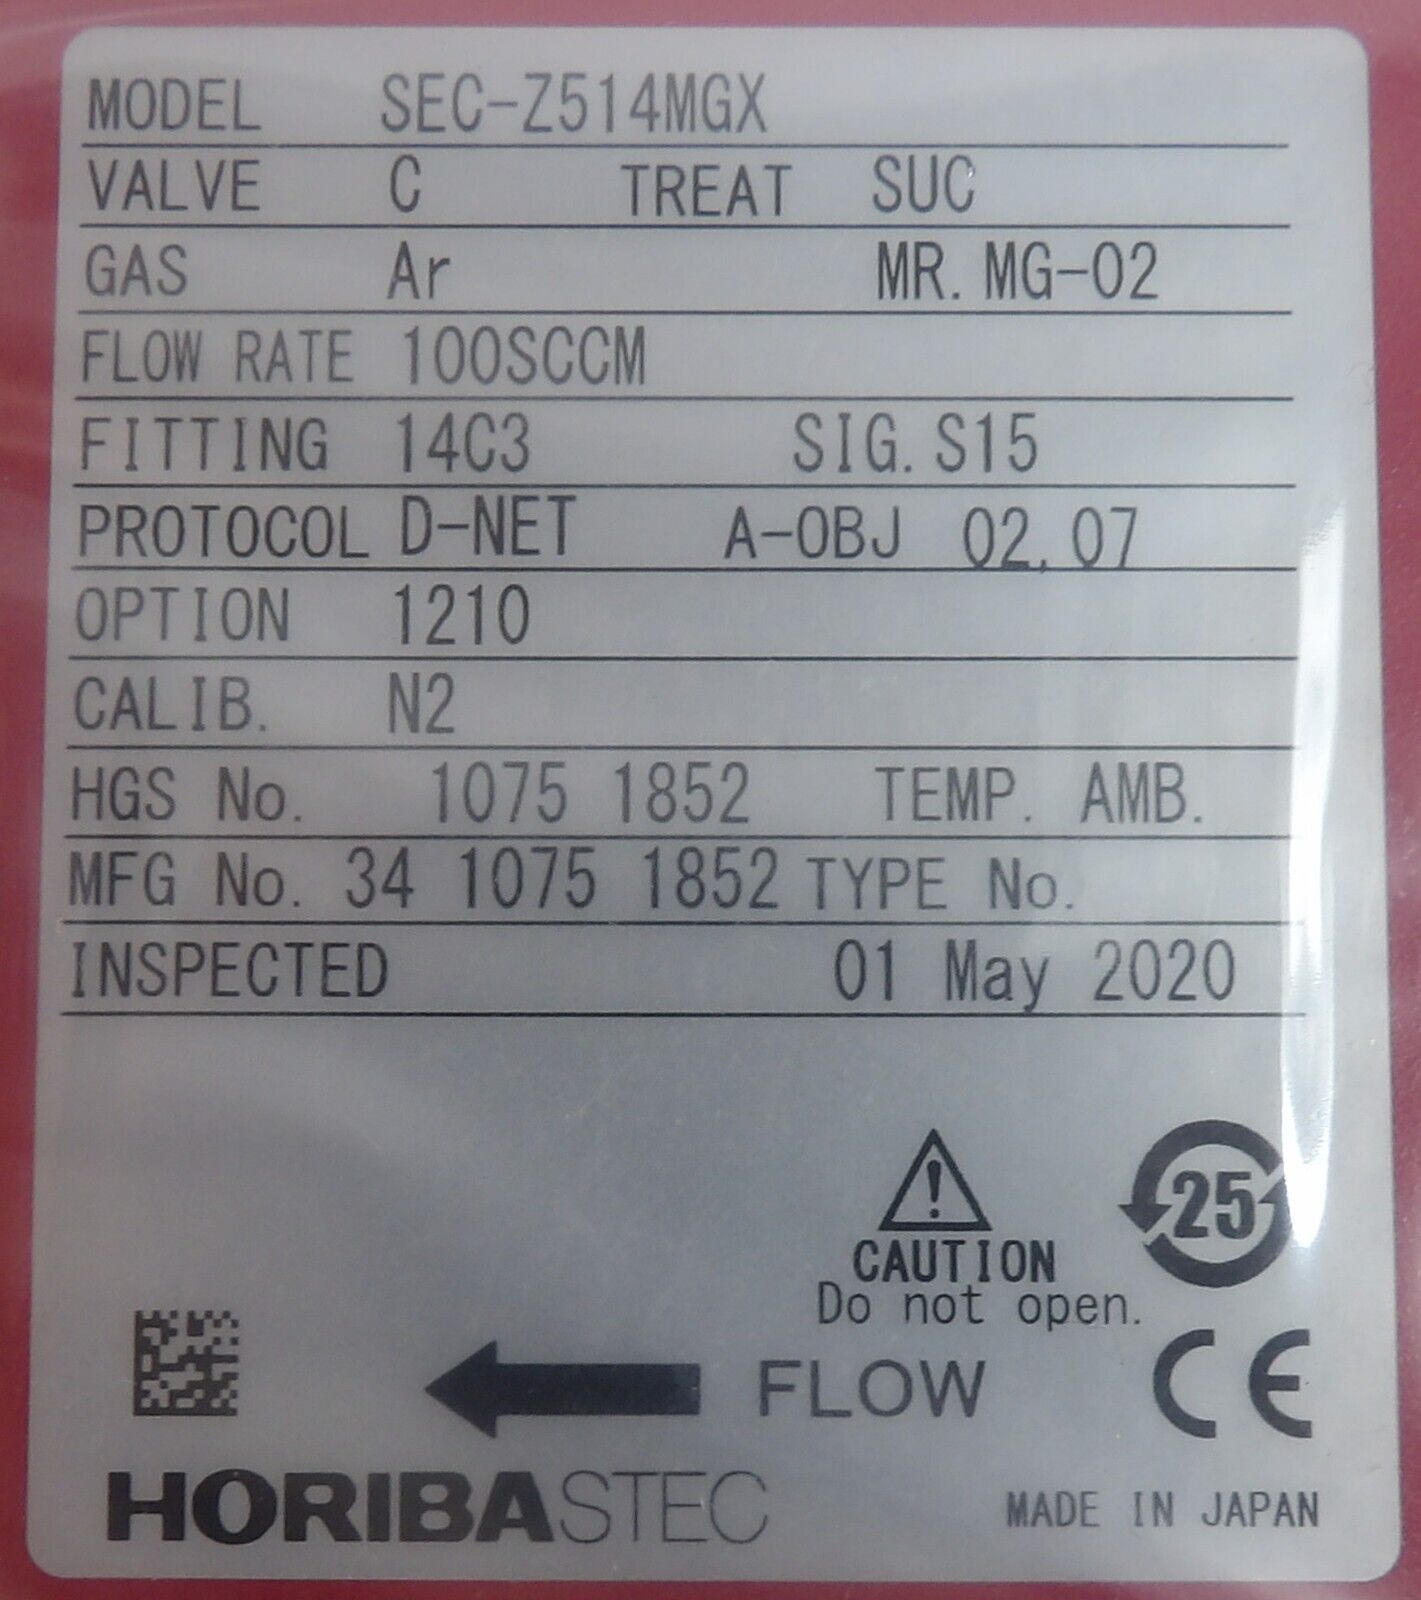 MODEL SEC-Z514MGX
VALVE C TREAT SUC
GAS Ar MR. MG-02
FLOW RATE 100SCCM
FITTING 14C3 SIG. S15
PROTOCOL D-NET A-OBJ 02, 07
OPTION 1210
CALIB. N2
HGS No. 1075 1852 TEMP. AMB.
MFG No. 34 1075 1852 TYPE No.
INSPECTED 01 May 2020
25
CAUTION
Do not open.
FLOW CE
HORIBASTEC MADE IN JAPAN